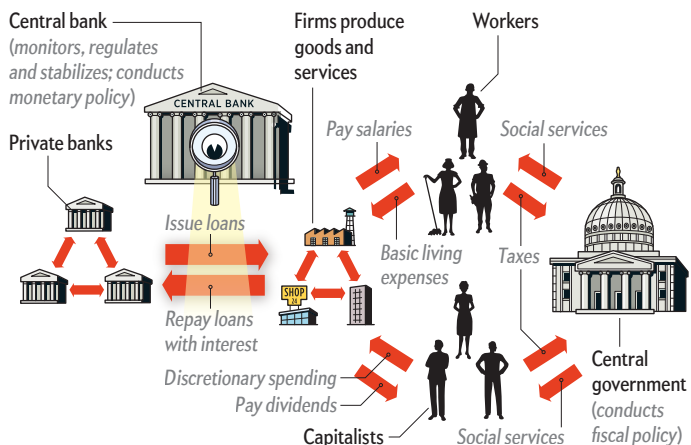 Central bank
(monitors, regulates
and stabilizes; conducts
monetary policy)
CENTRAL BANK
Private banks
Firms produce
goods and
services
Workers
Pay salaries
Social services
Issue loans
Basic living
expenses
Taxes
SHOP
24
Repay loans
with interest
Discretionary spending
Pay dividends
Capitalists
Social services
Central
government
(conducts
fiscal policy)